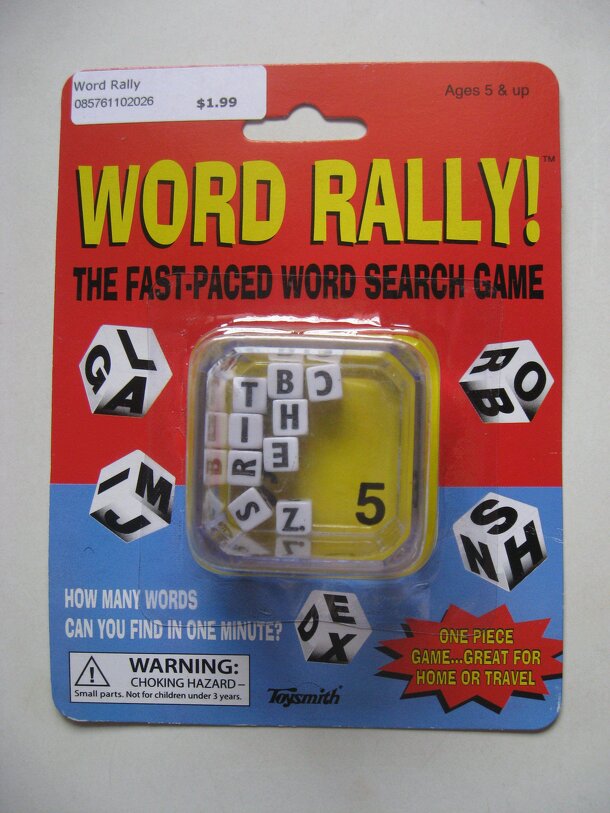 Word Rally
085761102026 $1.99
Ages 5 & up
WORD RALLY!™
THE FAST-PACED WORD SEARCH GAME
L
G A
R O
B
T B C
I H
R E
S Z.
5
I M
J
S
N H
E
D X
HOW MANY WORDS
CAN YOU FIND IN ONE MINUTE?
WARNING:
CHOKING HAZARD –
Small parts. Not for children under 3 years.
Toysmith
ONE PIECE
GAME...GREAT FOR
HOME OR TRAVEL